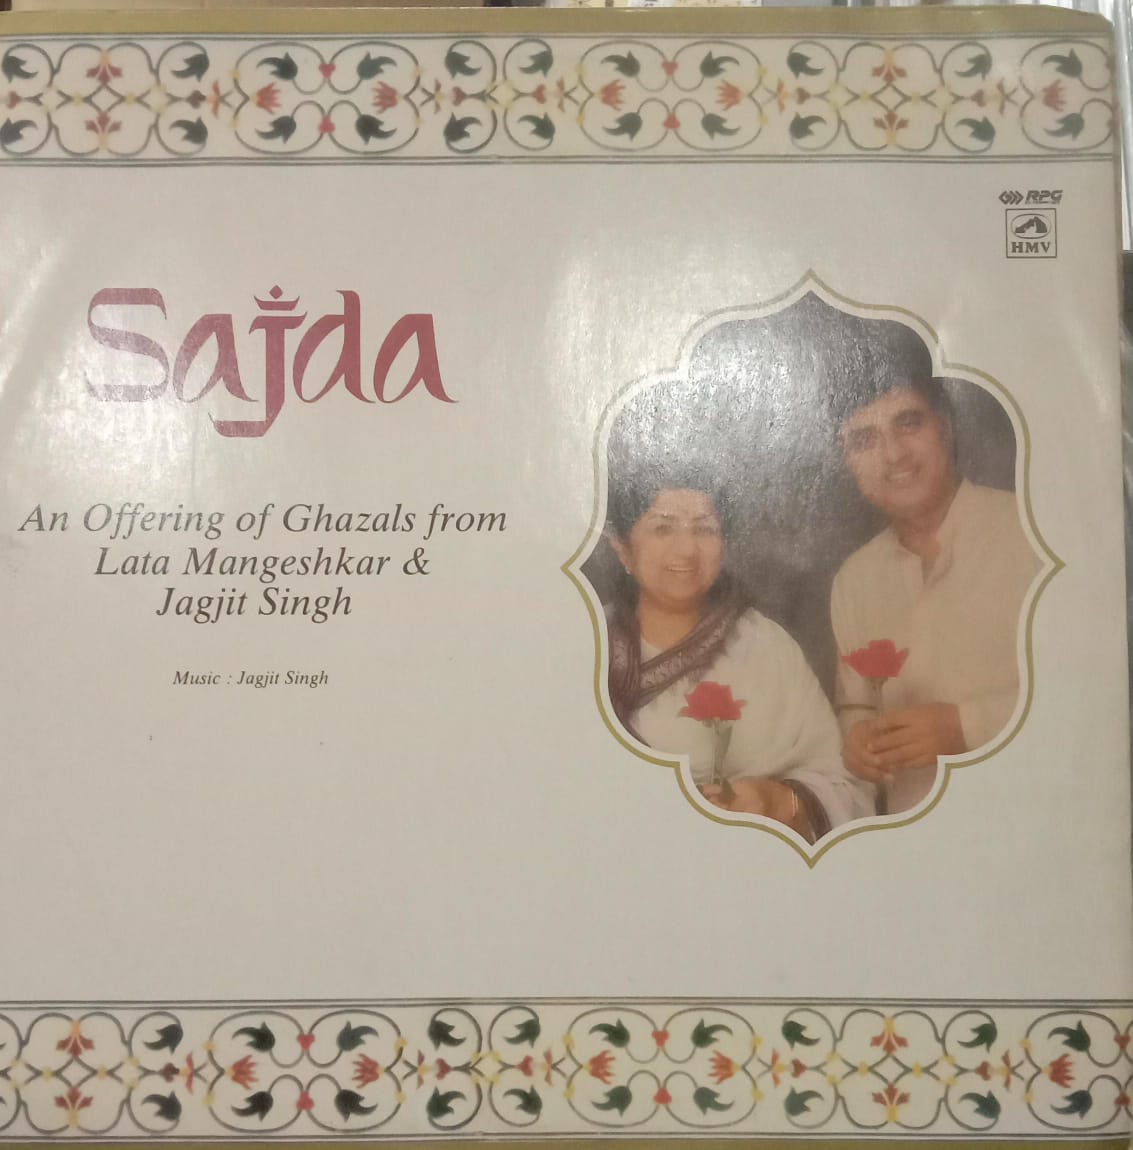 RPG
HMV
Sajda
An Offering of Ghazals from
Lata Mangeshkar &
Jagjit Singh
Music : Jagjit Singh